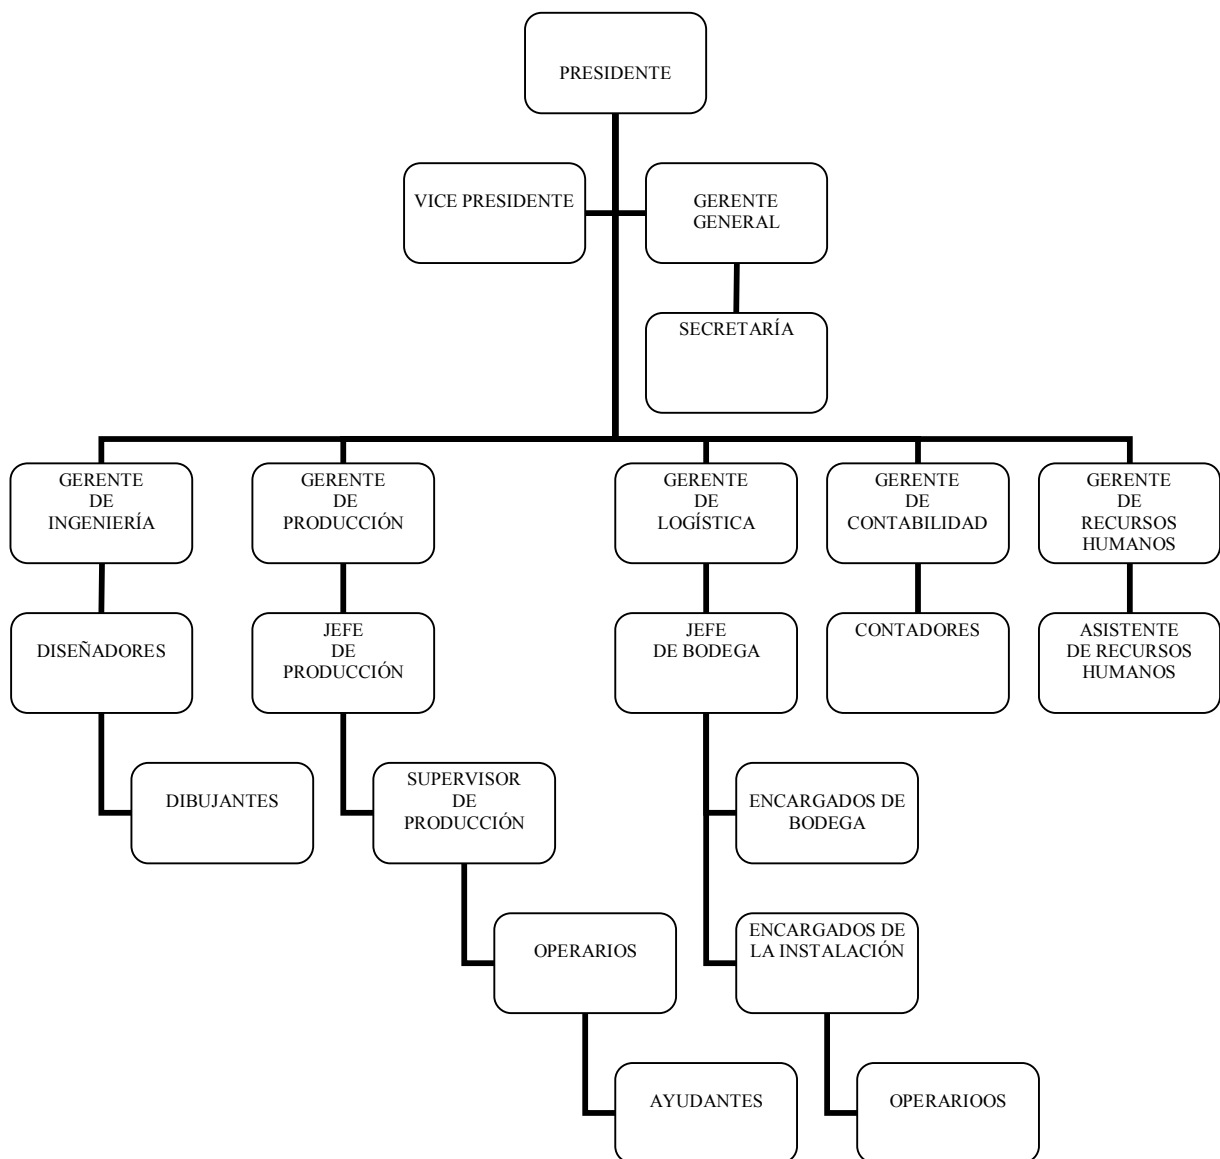 PRESIDENTE
VICE PRESIDENTE
GERENTE
GENERAL
SECRETARÍA
GERENTE
DE
INGENIERÍA
GERENTE
DE
PRODUCCIÓN
GERENTE
DE
LOGÍSTICA
GERENTE
DE
CONTABILIDAD
GERENTE
DE
RECURSOS
HUMANOS
DISEÑADORES
JEFE
DE
PRODUCCIÓN
JEFE
DE BODEGA
CONTADORES
ASISTENTE
DE RECURSOS
HUMANOS
DIBUJANTES
SUPERVISOR
DE
PRODUCCIÓN
ENCARGADOS DE
BODEGA
OPERARIOS
ENCARGADOS DE
LA INSTALACIÓN
AYUDANTES
OPERARIOOS